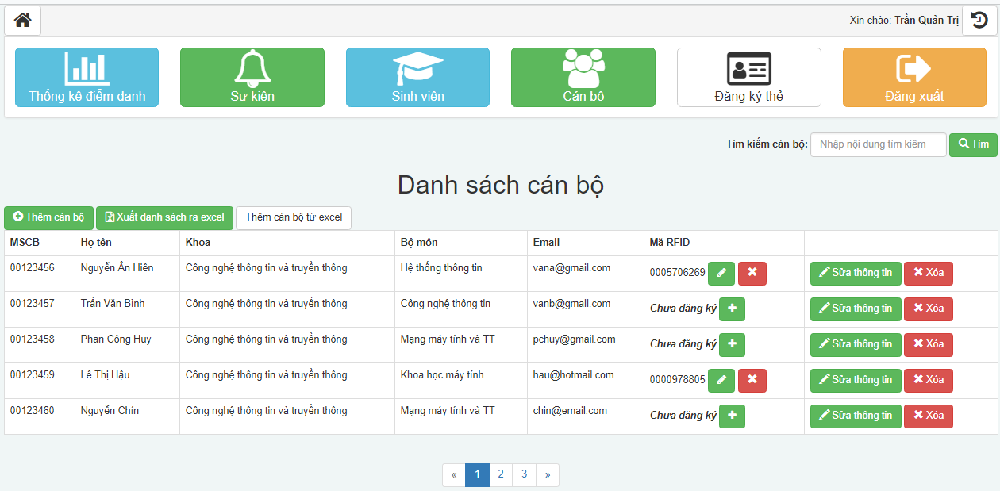 Xin chào: Trần Quản Trị
Thống kê điểm danh Sự kiện Sinh viên Cán bộ Đăng ký thẻ Đăng xuất
Tìm kiếm cán bộ: Nhập nội dung tìm kiếm Tìm
Danh sách cán bộ
Thêm cán bộ Xuất danh sách ra excel Thêm cán bộ từ excel
MSCB Họ tên Khoa Bộ môn Email Mã RFID
00123456 Nguyễn Ân Hiên Công nghệ thông tin và truyền thông Hệ thống thông tin vana@gmail.com 0005706269 Sửa thông tin Xóa
00123457 Trần Văn Bình Công nghệ thông tin và truyền thông Công nghệ thông tin vanb@gmail.com Chưa đăng ký Sửa thông tin Xóa
00123458 Phan Công Huy Công nghệ thông tin và truyền thông Mạng máy tính và TT pchuy@gmail.com Chưa đăng ký Sửa thông tin Xóa
00123459 Lê Thị Hậu Công nghệ thông tin và truyền thông Khoa học máy tính hau@hotmail.com 0000978805 Sửa thông tin Xóa
00123460 Nguyễn Chín Công nghệ thông tin và truyền thông Mạng máy tính và TT chin@email.com Chưa đăng ký Sửa thông tin Xóa
« 1 2 3 »